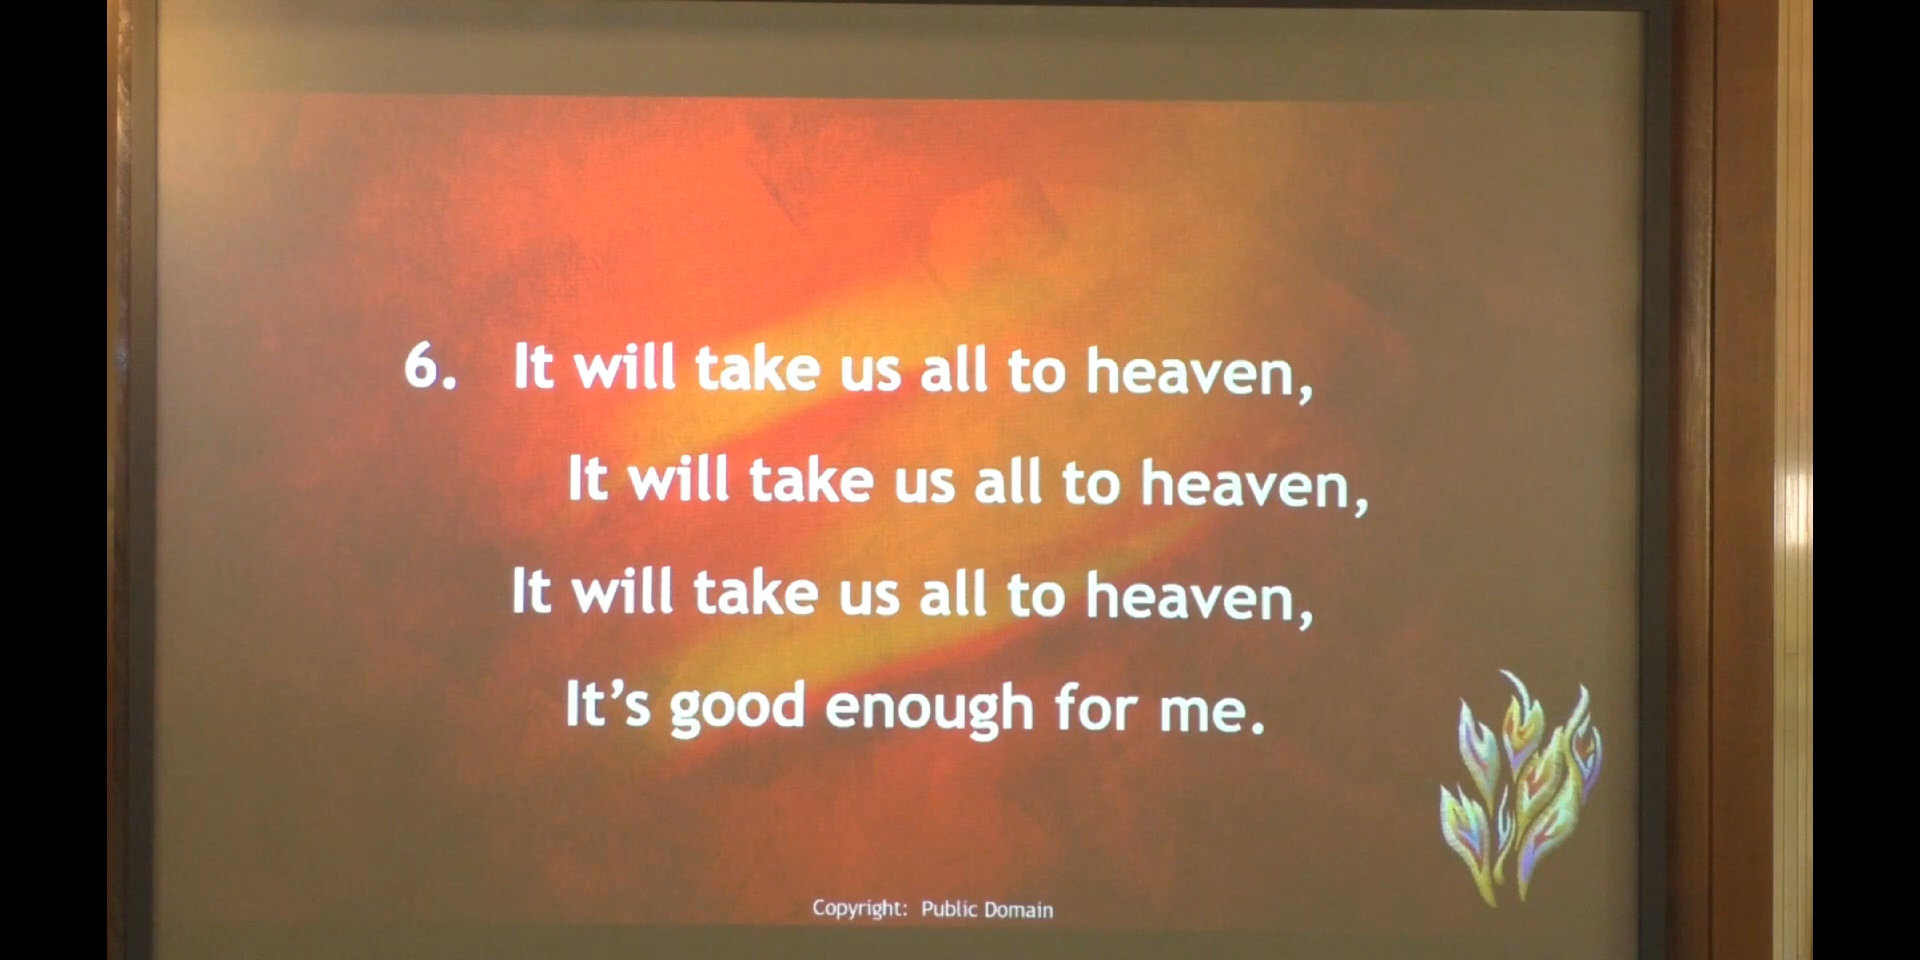 6. It will take us all to heaven,
It will take us all to heaven,
It will take us all to heaven,
It’s good enough for me.
Copyright: Public Domain